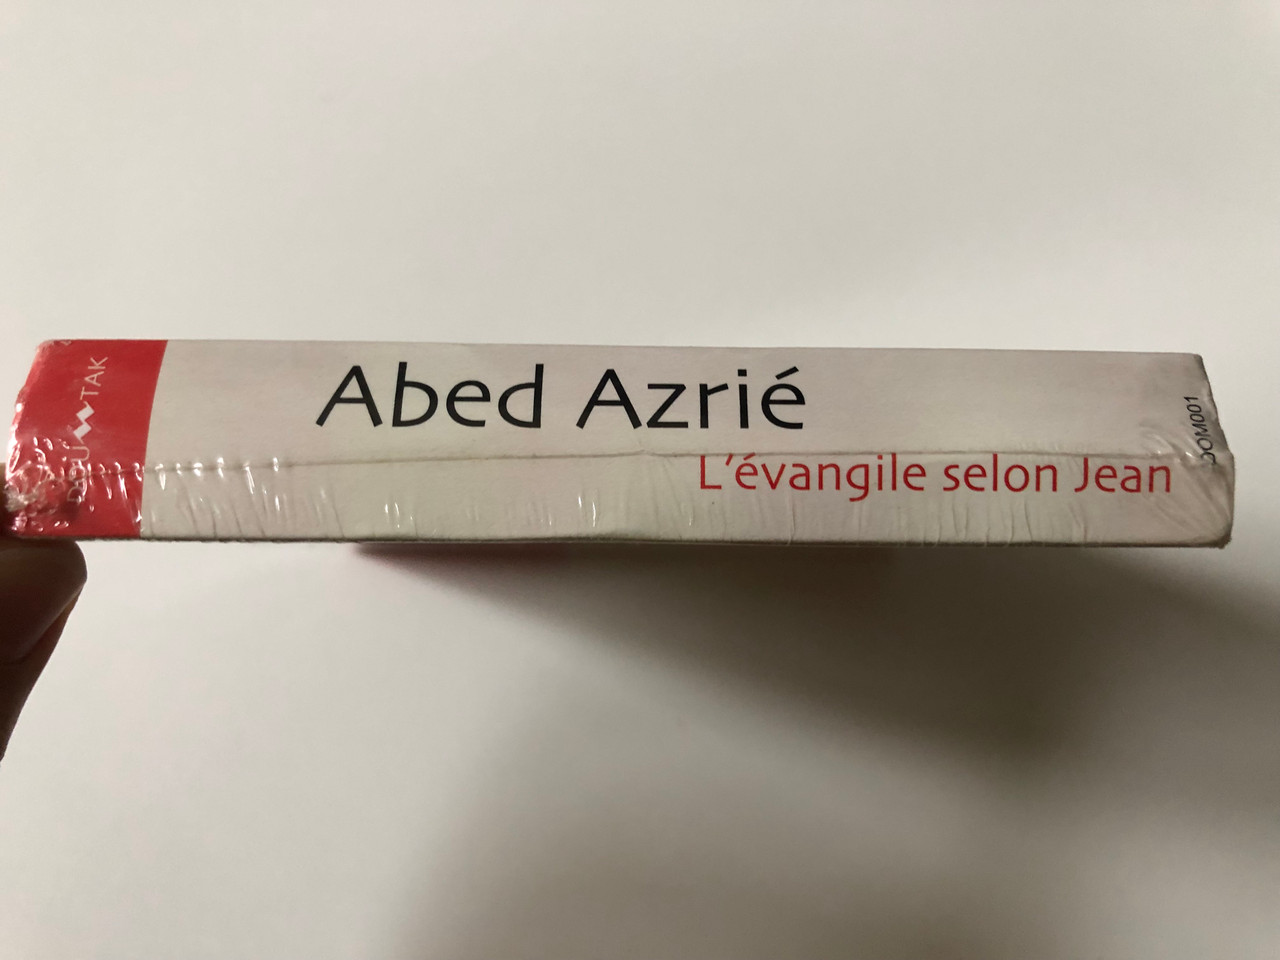 Abed Azrié
L'évangile selon Jean
DOM001
TAK